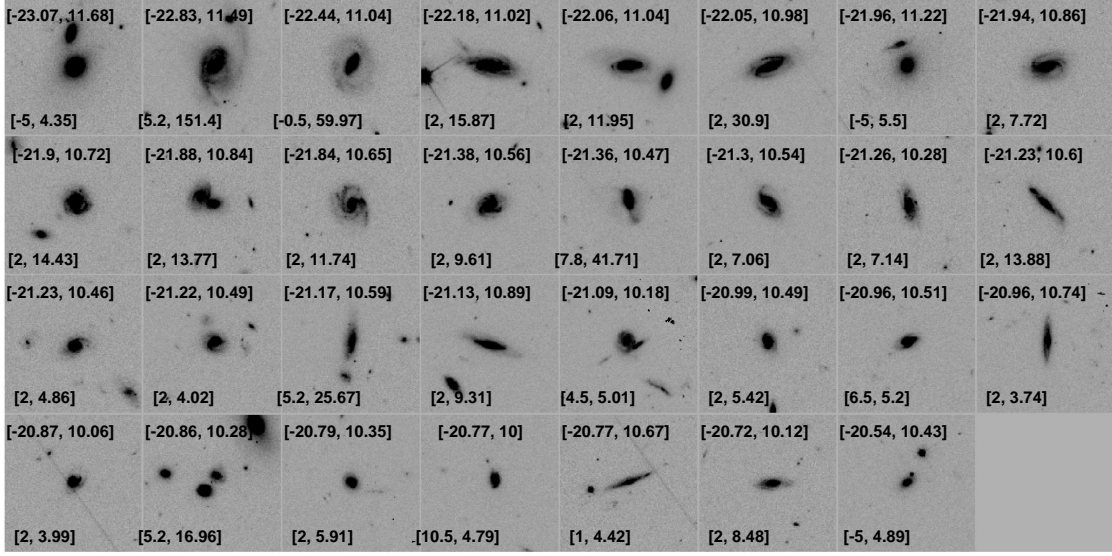 [-23.07, 11.68] [-22.83, 11.49] [-22.44, 11.04] [-22.18, 11.02] [-22.06, 11.04] [-22.05, 10.98] [-21.96, 11.22] [-21.94, 10.86]
[-5, 4.35] [5.2, 151.4] [-0.5, 59.97] [2, 15.87] [2, 11.95] [2, 30.9] [-5, 5.5] [2, 7.72]
[-21.9, 10.72] [-21.88, 10.84] [-21.84, 10.65] [-21.38, 10.56] [-21.36, 10.47] [-21.3, 10.54] [-21.26, 10.28] [-21.23, 10.6]
[2, 14.43] [2, 13.77] [2, 11.74] [2, 9.61] [7.8, 41.71] [2, 7.06] [2, 7.14] [2, 13.88]
[-21.23, 10.46] [-21.22, 10.49] [-21.17, 10.59] [-21.13, 10.89] [-21.09, 10.18] [-20.99, 10.49] [-20.96, 10.51] [-20.96, 10.74]
[2, 4.86] [2, 4.02] [5.2, 25.67] [2, 9.31] [4.5, 5.01] [2, 5.42] [6.5, 5.2] [2, 3.74]
[-20.87, 10.06] [-20.86, 10.28] [-20.79, 10.35] [-20.77, 10] [-20.77, 10.67] [-20.72, 10.12] [-20.54, 10.43]
[2, 3.99] [5.2, 16.96] [2, 5.91] [10.5, 4.79] [1, 4.42] [2, 8.48] [-5, 4.89]